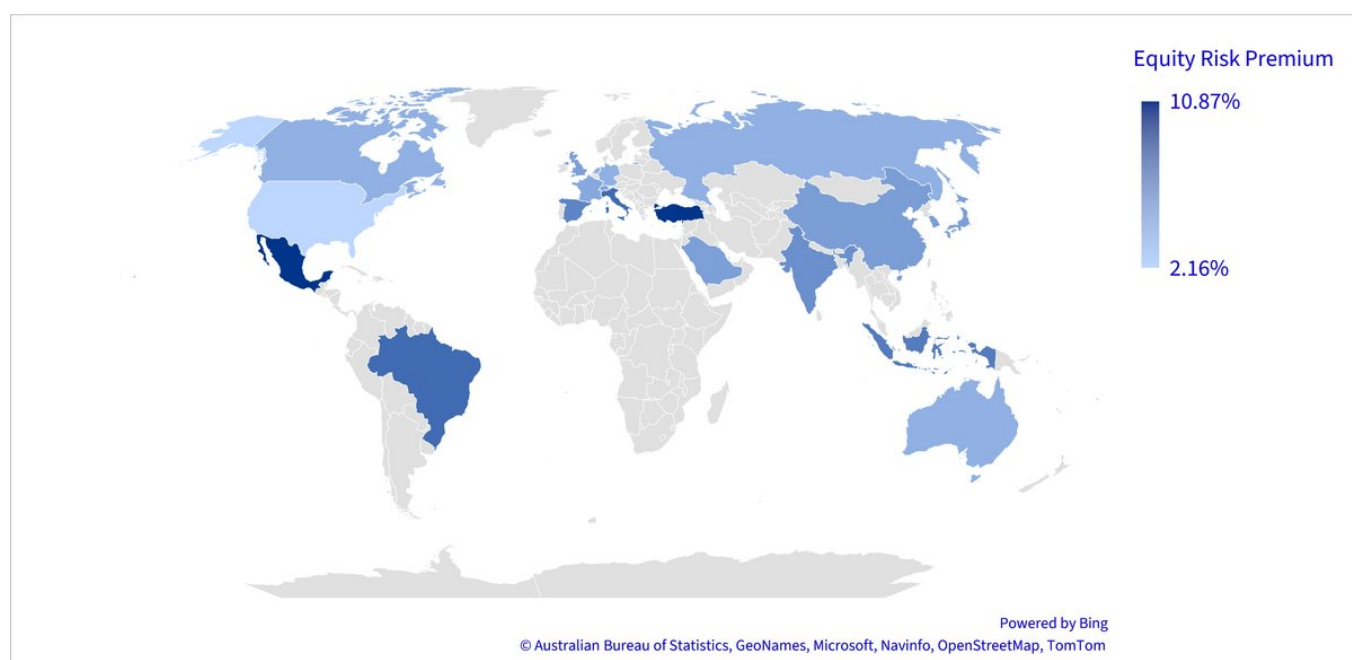 Equity Risk Premium
10.87%
2.16%
Powered by Bing
© Australian Bureau of Statistics, GeoNames, Microsoft, Navinfo, OpenStreetMap, TomTom